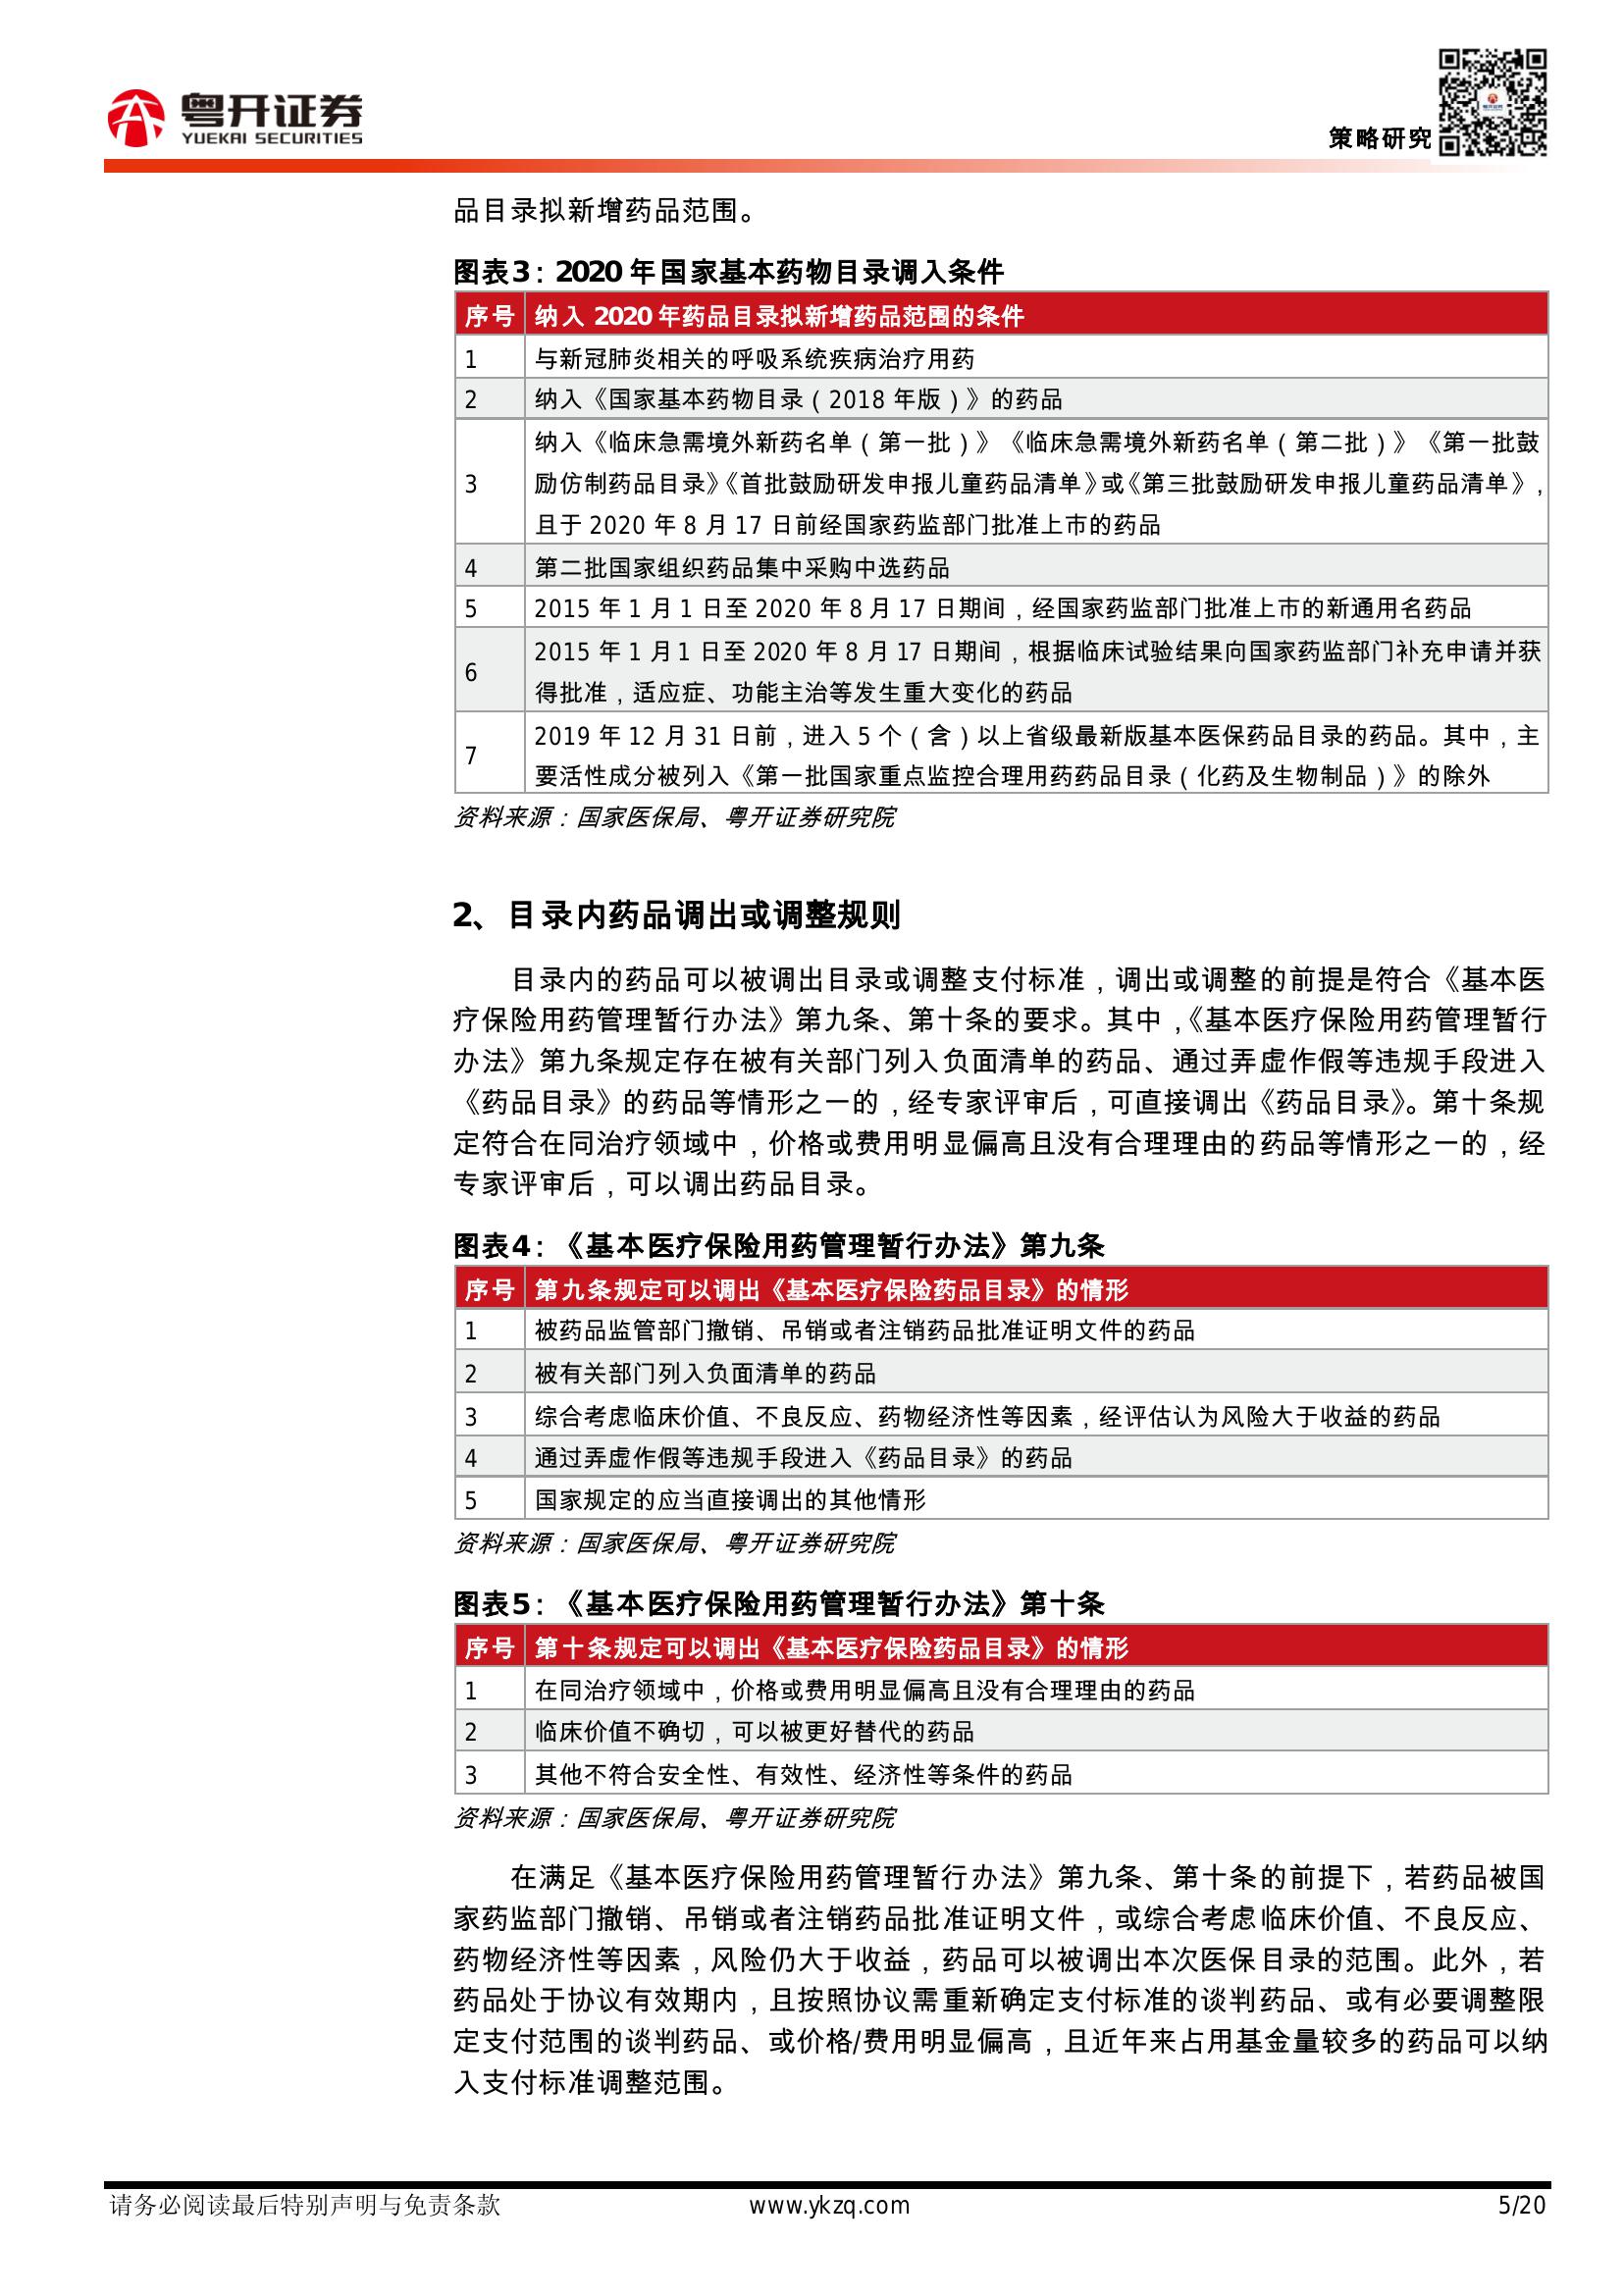 粤开证券
YUEKAI SECURITIES
策略研究
品目录拟新增药品范围。
图表3：2020 年国家基本药物目录调入条件
序号 纳入 2020 年药品目录拟新增药品范围的条件
1 与新冠肺炎相关的呼吸系统疾病治疗用药
2 纳入《国家基本药物目录（2018 年版）》的药品
纳入《临床急需境外新药名单（第一批）》《临床急需境外新药名单（第二批）》《第一批鼓
3 励仿制药品目录》《首批鼓励研发申报儿童药品清单》或《第三批鼓励研发申报儿童药品清单》，
且于 2020 年 8 月 17 日前经国家药监部门批准上市的药品
4 第二批国家组织药品集中采购中选药品
5 2015 年 1 月 1 日至 2020 年 8 月 17 日期间，经国家药监部门批准上市的新通用名药品
6 2015 年 1 月 1 日至 2020 年 8 月 17 日期间，根据临床试验结果向国家药监部门补充申请并获
得批准，适应症、功能主治等发生重大变化的药品
7 2019 年 12 月 31 日前，进入 5 个（含）以上省级最新版基本医保药品目录的药品。其中，主
要活性成分被列入《第一批国家重点监控合理用药药品目录（化药及生物制品）》的除外
资料来源：国家医保局、粤开证券研究院
2、目录内药品调出或调整规则
目录内的药品可以被调出目录或调整支付标准，调出或调整的前提是符合《基本医
疗保险用药管理暂行办法》第九条、第十条的要求。其中，《基本医疗保险用药管理暂行
办法》第九条规定存在被有关部门列入负面清单的药品、通过弄虚作假等违规手段进入
《药品目录》的药品等情形之一的，经专家评审后，可直接调出《药品目录》。第十条规
定符合在同治疗领域中，价格或费用明显偏高且没有合理理由的药品等情形之一的，经
专家评审后，可以调出药品目录。
图表4：《基本医疗保险用药管理暂行办法》第九条
序号 第九条规定可以调出《基本医疗保险药品目录》的情形
1 被药品监管部门撤销、吊销或者注销药品批准证明文件的药品
2 被有关部门列入负面清单的药品
3 综合考虑临床价值、不良反应、药物经济性等因素，经评估认为风险大于收益的药品
4 通过弄虚作假等违规手段进入《药品目录》的药品
5 国家规定的应当直接调出的其他情形
资料来源：国家医保局、粤开证券研究院
图表5：《基本医疗保险用药管理暂行办法》第十条
序号 第十条规定可以调出《基本医疗保险药品目录》的情形
1 在同治疗领域中，价格或费用明显偏高且没有合理理由的药品
2 临床价值不确切，可以被更好替代的药品
3 其他不符合安全性、有效性、经济性等条件的药品
资料来源：国家医保局、粤开证券研究院
在满足《基本医疗保险用药管理暂行办法》第九条、第十条的前提下，若药品被国
家药监部门撤销、吊销或者注销药品批准证明文件，或综合考虑临床价值、不良反应、
药物经济性等因素，风险仍大于收益，药品可以被调出本次医保目录的范围。此外，若
药品处于协议有效期内，且按照协议需重新确定支付标准的谈判药品、或有必要调整限
定支付范围的谈判药品、或价格/费用明显偏高，且近年来占用基金量较多的药品可以纳
入支付标准调整范围。
请务必阅读最后特别声明与免责条款 www.ykzq.com 5/20